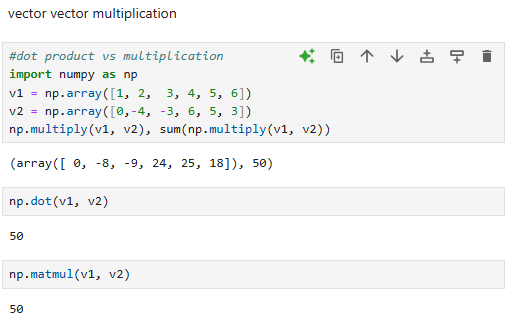 vector vector multiplication
#dot product vs multiplication
import numpy as np
v1 = np.array([1, 2,  3, 4, 5, 6])
v2 = np.array([0,-4, -3, 6, 5, 3])
np.multiply(v1, v2), sum(np.multiply(v1, v2))
(array([ 0, -8, -9, 24, 25, 18]), 50)
np.dot(v1, v2)
50
np.matmul(v1, v2)
50